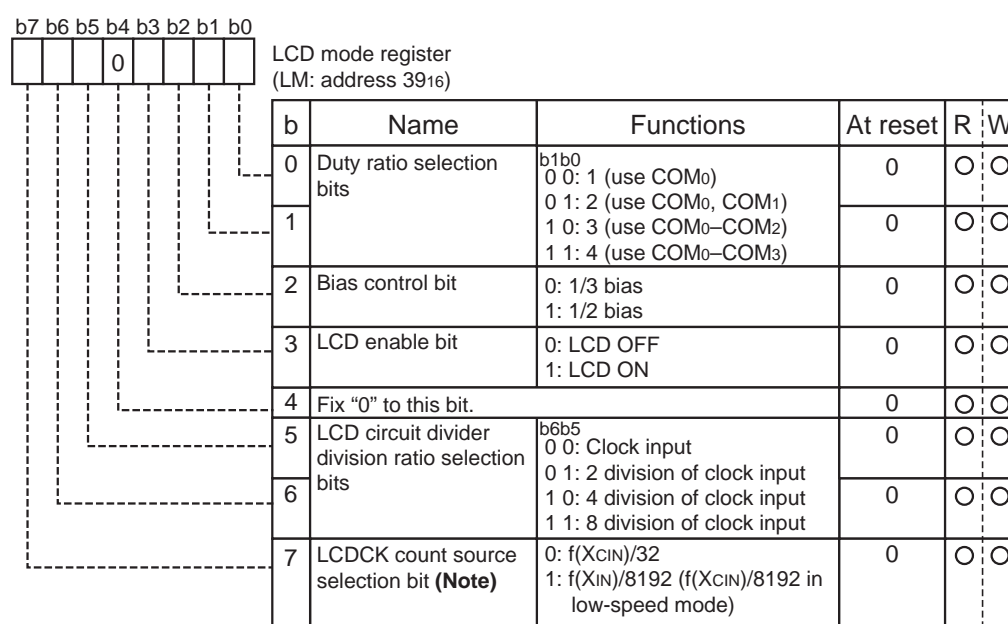 b7 b6 b5 b4 b3 b2 b1 b0
0
LCD mode register
(LM: address 3916)
b Name Functions At reset R W
0 Duty ratio selection bits
b1b0
0 0: 1 (use COM0)
0 1: 2 (use COM0, COM1)
1 0: 3 (use COM0–COM2)
1 1: 4 (use COM0–COM3)
0
1
0
2 Bias control bit
0: 1/3 bias
1: 1/2 bias
0
3 LCD enable bit
0: LCD OFF
1: LCD ON
0
4 Fix “0” to this bit. 0
5 LCD circuit divider
division ratio selection
bits
b6b5
0 0: Clock input
0 1: 2 division of clock input
1 0: 4 division of clock input
1 1: 8 division of clock input
0
6
0
7 LCDCK count source
selection bit (Note)
0: f(XCIN)/32
1: f(XIN)/8192 (f(XCIN)/8192 in
low-speed mode)
0